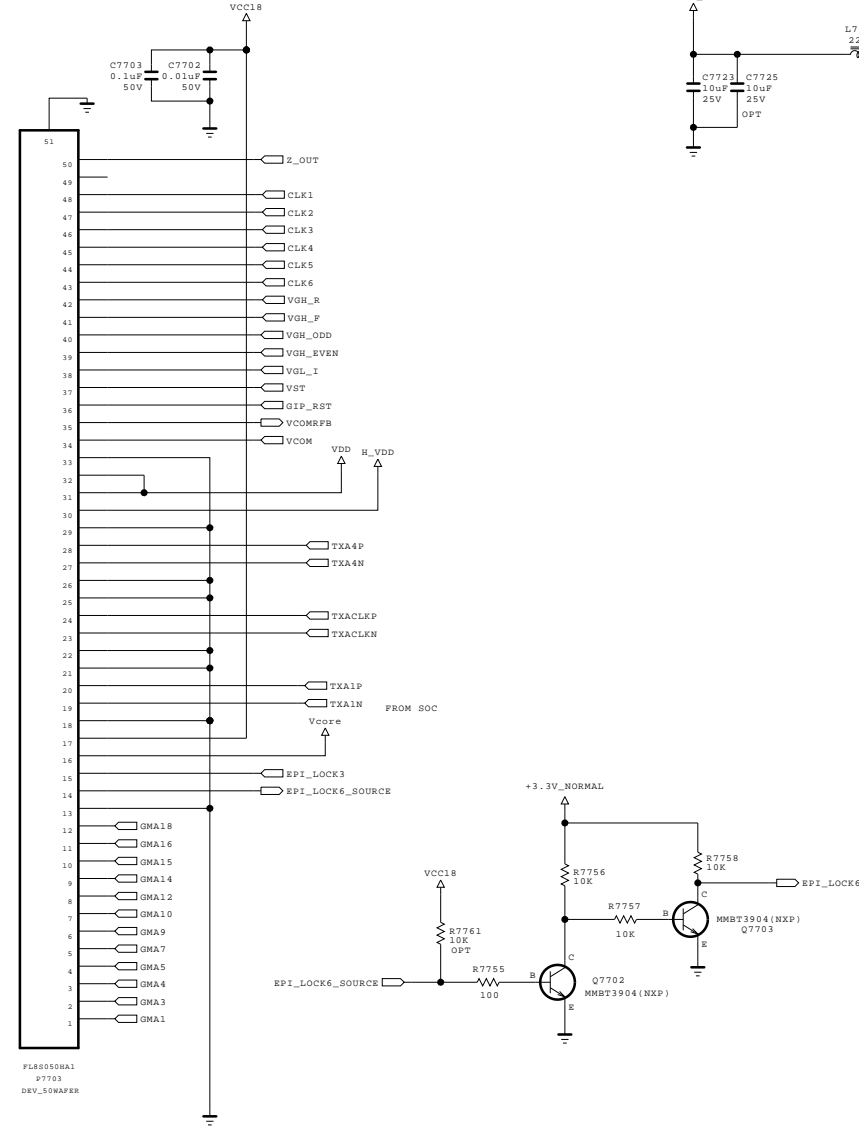 VCC18
C7703
0.1uF
50V
C7702
0.01uF
50V
L7
22
C7723
10uF
25V
C7725
10uF
25V
OPT
51
50 Z_OUT
49
48 CLK1
47 CLK2
46 CLK3
45 CLK4
44 CLK5
43 CLK6
42 VGH_R
41 VGH_F
40 VGH_ODD
39 VGH_EVEN
38 VGL_I
37 VST
36 GIP_RST
35 VCOMRFB
34 VCOM
33
VDD
H_VDD
32
31
30
29
28 TXA4P
27 TXA4N
26
25
24 TXACLKP
23 TXACLKN
22
21
20 TXA1P
19 TXA1N
FROM SOC
18
Vcore
17
16
15 EPI_LOCK3
14 EPI_LOCK6_SOURCE
13
12 GMA18
11 GMA16
10 GMA15
9 GMA14
8 GMA12
7 GMA10
6 GMA9
5 GMA7
4 GMA5
3 GMA4
2 GMA3
1 GMA1
FL8S050HA1
P7703
DEV_50WAFER
+3.3V_NORMAL
R7756
10K
R7758
10K
EPI_LOCK6
VCC18
R7757
10K
B
C
E
MMBT3904(NXP)
Q7703
R7761
10K
OPT
EPI_LOCK6_SOURCE
R7755
100
B
C
E
Q7702
MMBT3904(NXP)